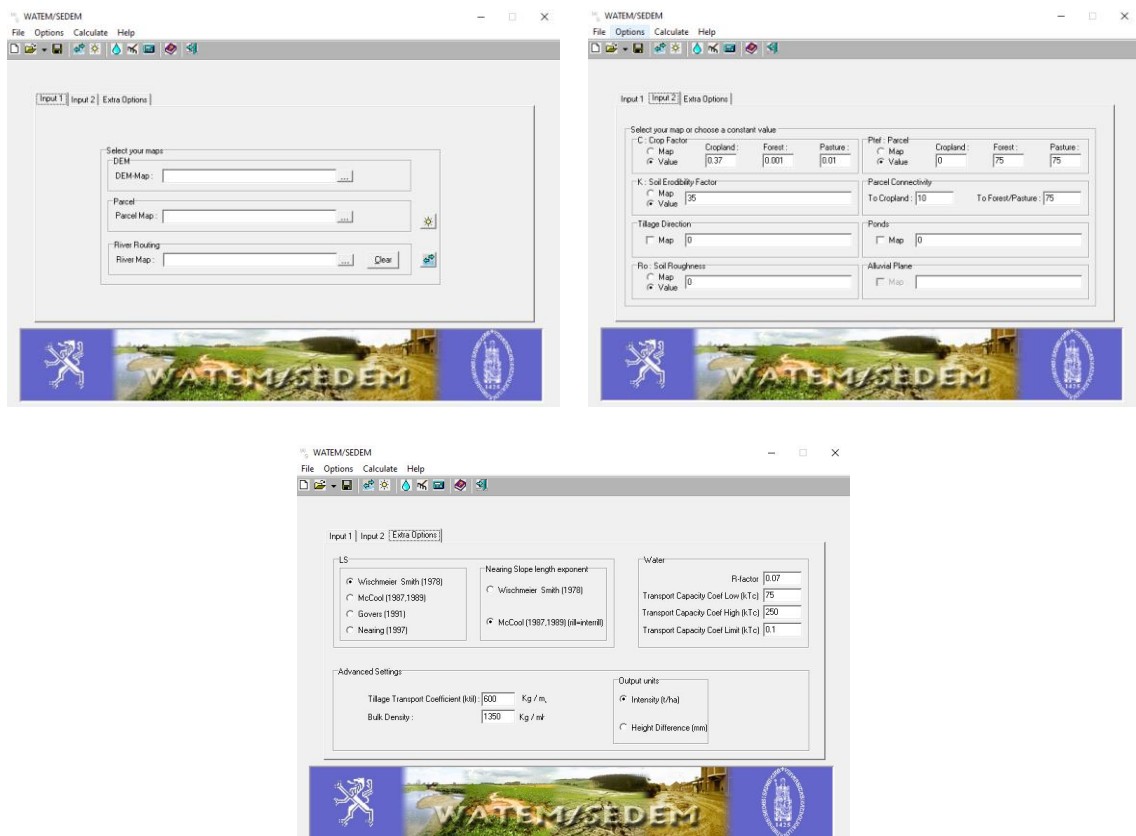 WATEM/SEDEM
File Options Calculate Help
Input 1 Input 2 Extra Options
Select your maps
DEM
DEM-Map : ...
Parcel
Parcel Map : ...
River Routing
River Map : ... Clear
WATEM/SEDEM
WATEM/SEDEM
File Options Calculate Help
Input 1 Input 2 Extra Options
Select your map or choose a constant value
C : Crop Factor
Map
Value
Cropland : Forest : Pasture :
0.37 0.001 0.01
Ptef : Parcel
Map
Value
Cropland : Forest : Pasture :
0 75 75
K : Soil Erodibility Factor
Map
Value
35
Parcel Connectivity
To Cropland : 10 To Forest/Pasture : 75
Tillage Direction
Map 0
Ponds
Map 0
Ro : Soil Roughness
Map
Value
0
Alluvial Plane
Map
WATEM/SEDEM
WATEM/SEDEM
File Options Calculate Help
Input 1 Input 2 Extra Options
LS
Wischmeier Smith (1978)
McCool (1987,1989)
Govers (1991)
Nearing (1997)
Nearing Slope length exponent
Wischmeier Smith (1978)
McCool (1987,1989) (rill=interrill)
Water
R-factor 0.07
Transport Capacity Coef Low (kTc) 75
Transport Capacity Coef High (kTc) 250
Transport Capacity Coef Limit (kTc) 0.1
Advanced Settings
Tillage Transport Coefficient (ktil) : 600 Kg / m,
Bulk Density : 1350 Kg / m
Output units
Intensity (t/ha)
Height Difference (mm)
WATEM/SEDEM